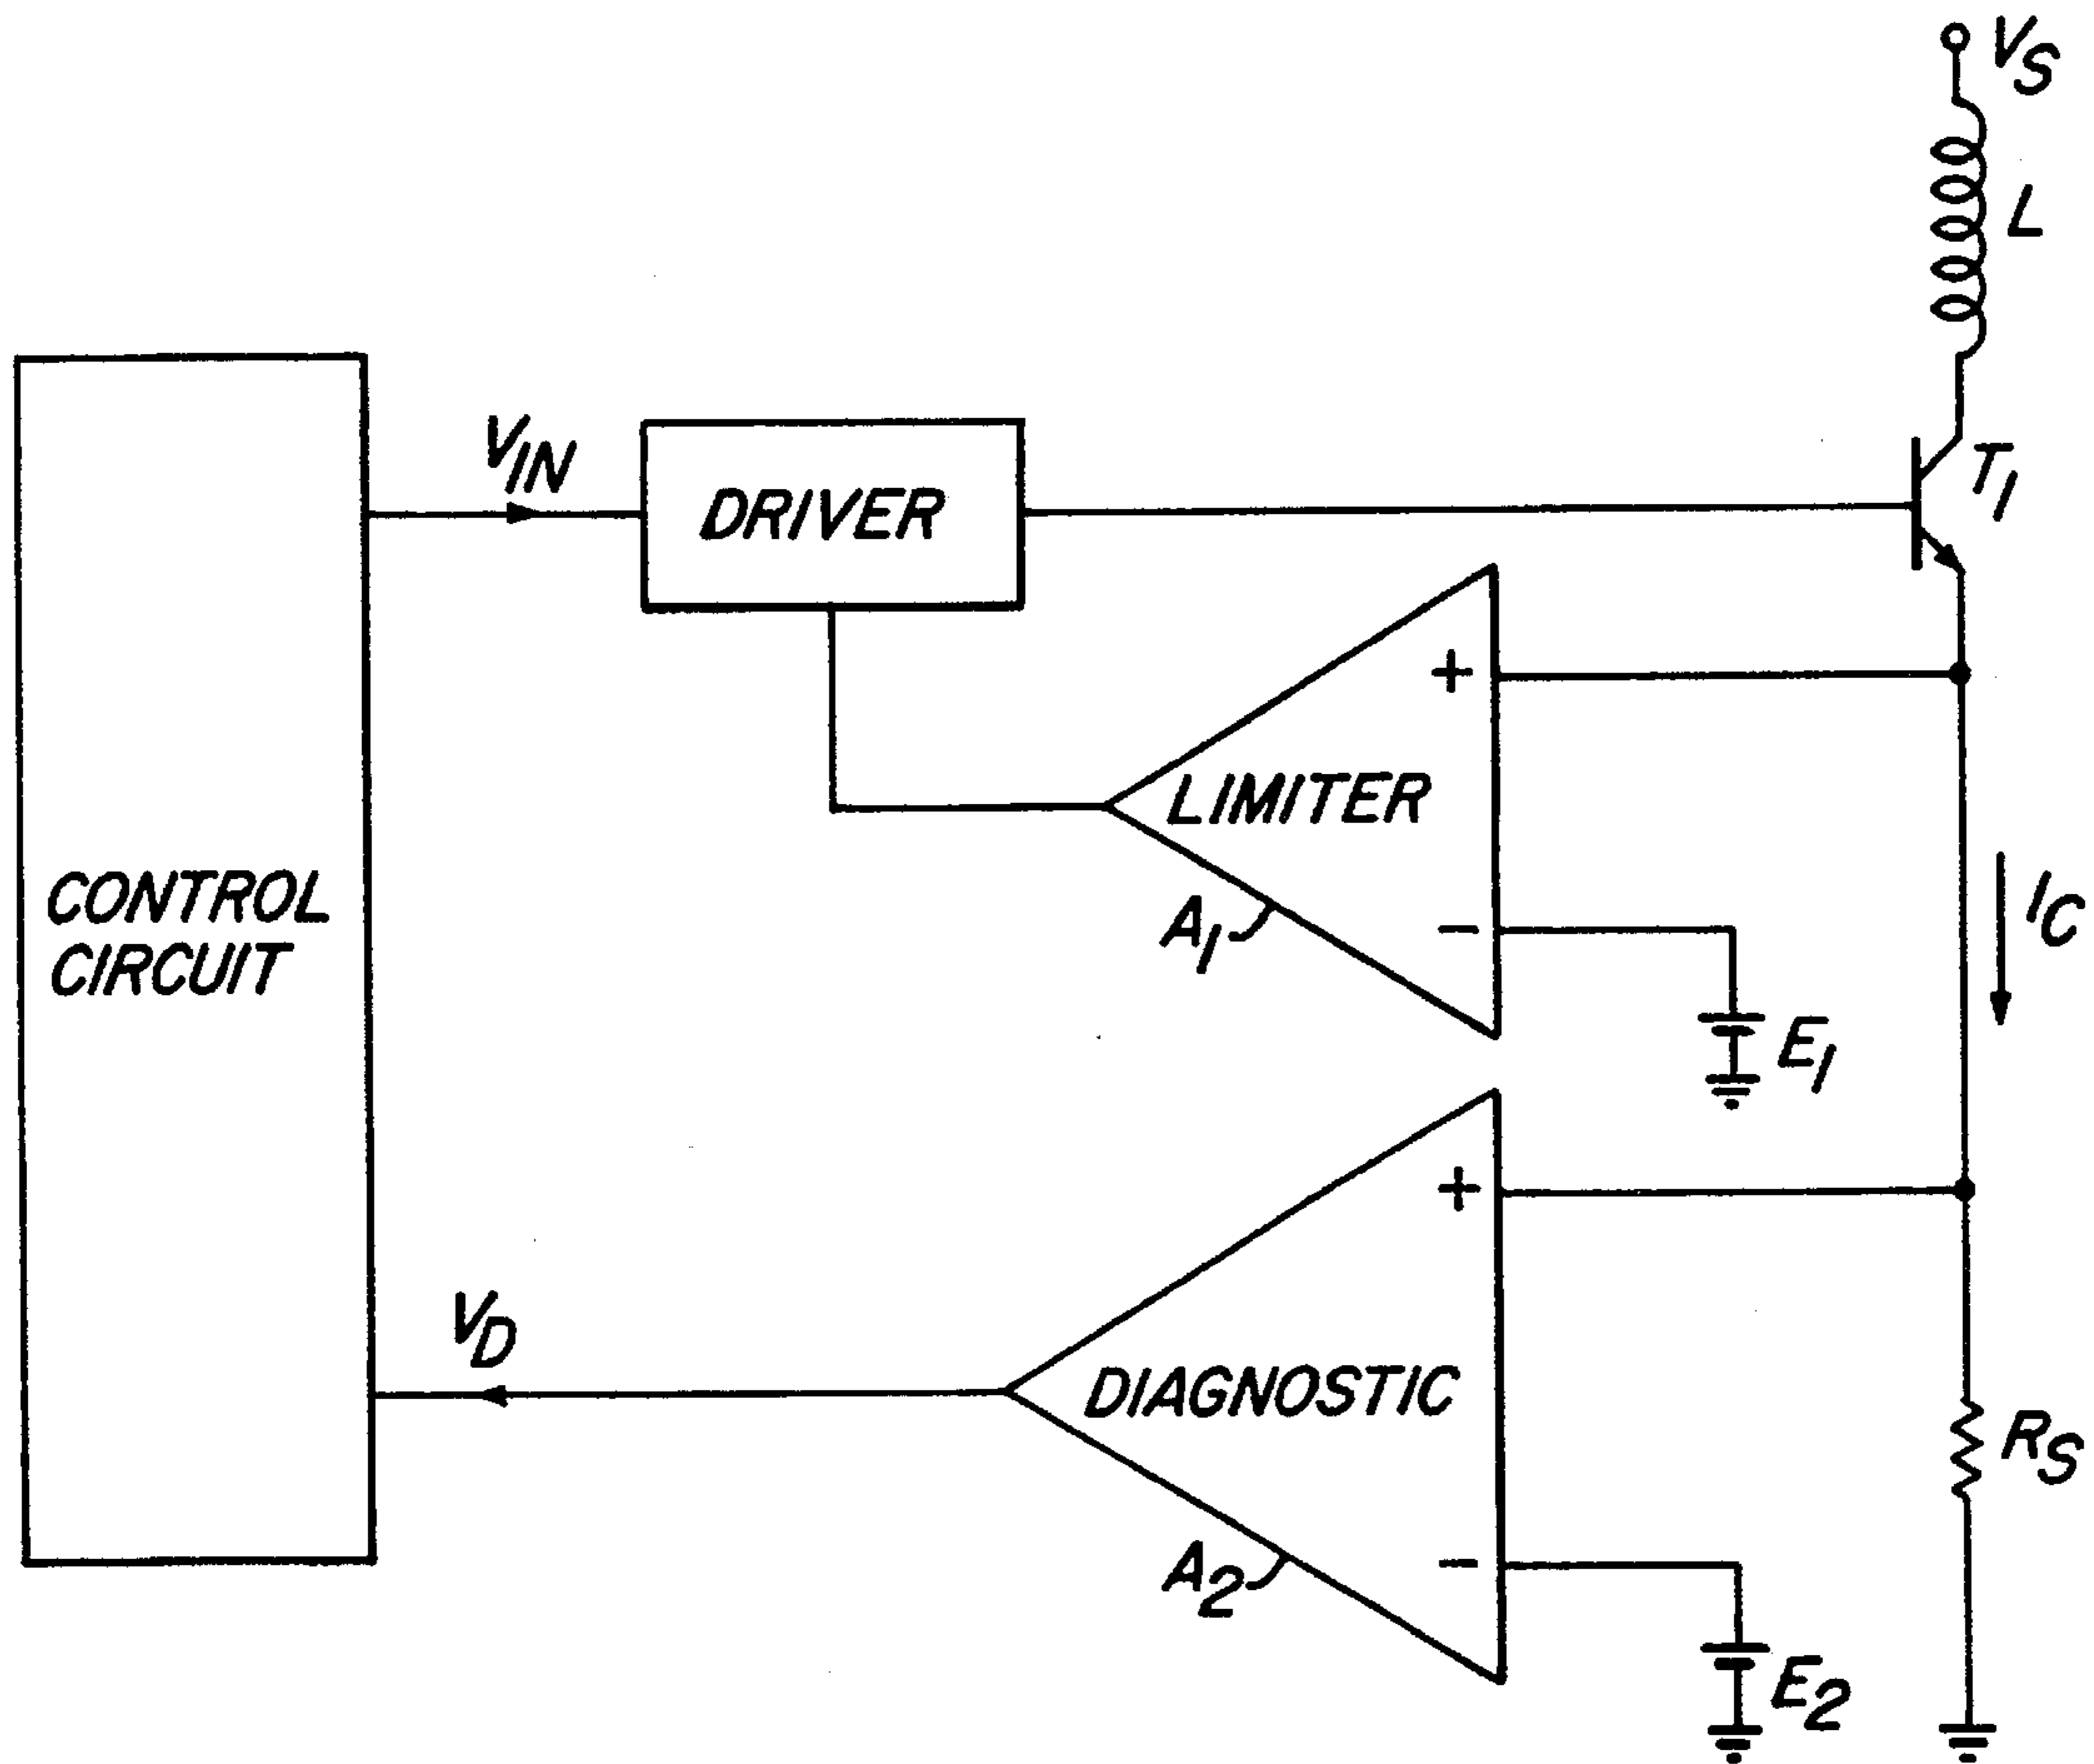 VS
L
VIN
DRIVER
T1
+
LIMITER
A1
−
CONTROL
CIRCUIT
IC
E1
+
VD
DIAGNOSTIC
RS
A2
−
E2